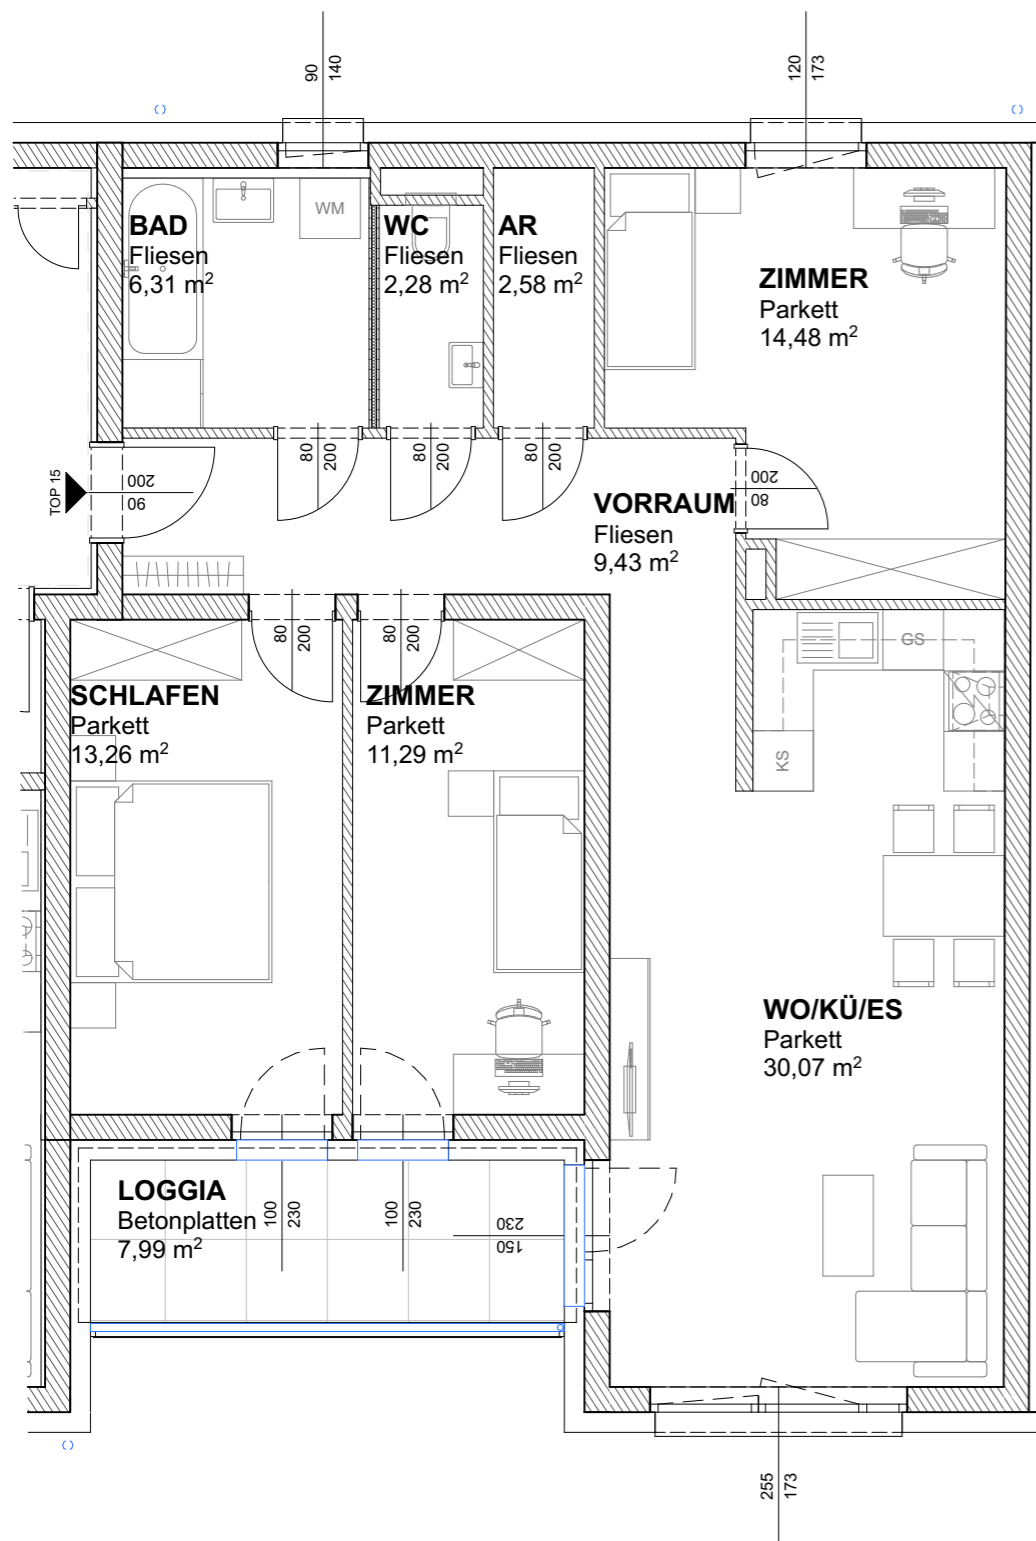 90
140
120
173
BAD
Fliesen
6,31 m²
WM
WC
Fliesen
2,28 m²
AR
Fliesen
2,58 m²
ZIMMER
Parkett
14,48 m²
TOP 15
200
90
80
200
80
200
80
200
VORRAUM
Fliesen
9,43 m²
200
80
80
200
80
200
GS
KS
SCHLAFEN
Parkett
13,26 m²
ZIMMER
Parkett
11,29 m²
WO/KÜ/ES
Parkett
30,07 m²
LOGGIA
Betonplatten
7,99 m²
100
230
100
230
230
150
255
173